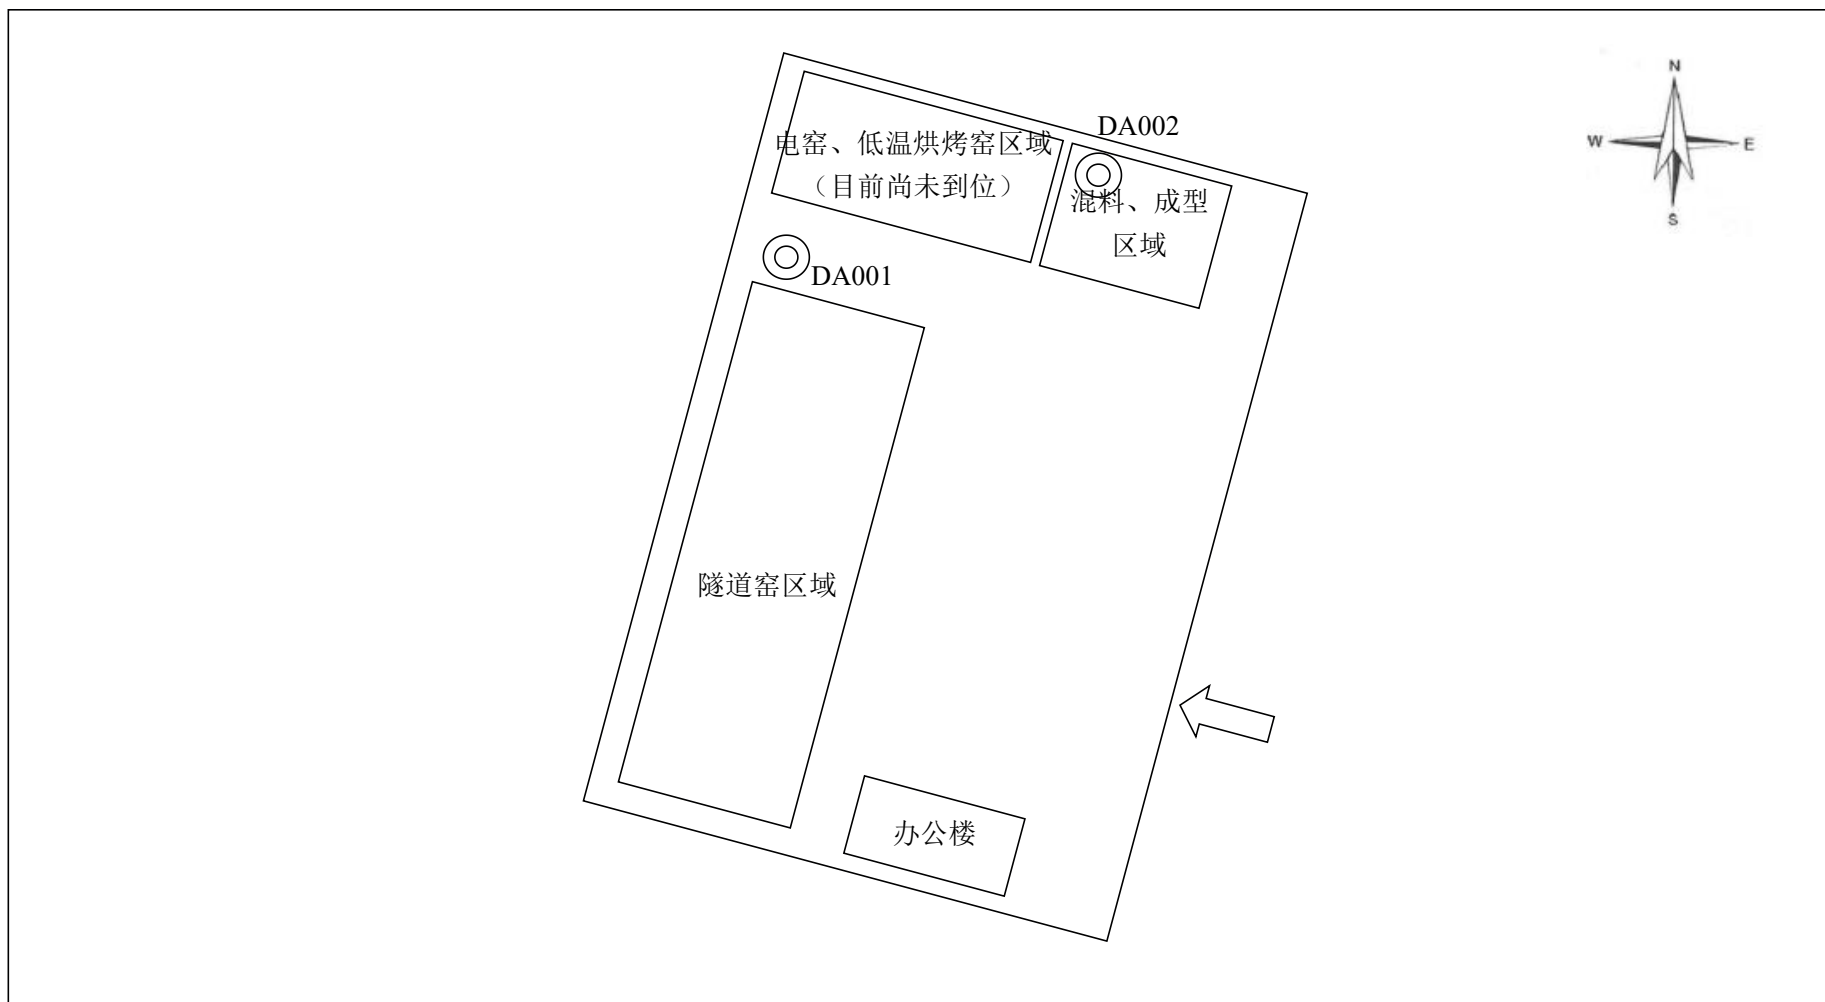 N
W
E
S
DA002
电窑、低温烘烤窑区域
（目前尚未到位）
混料、成型
区域
DA001
隧道窑区域
办公楼